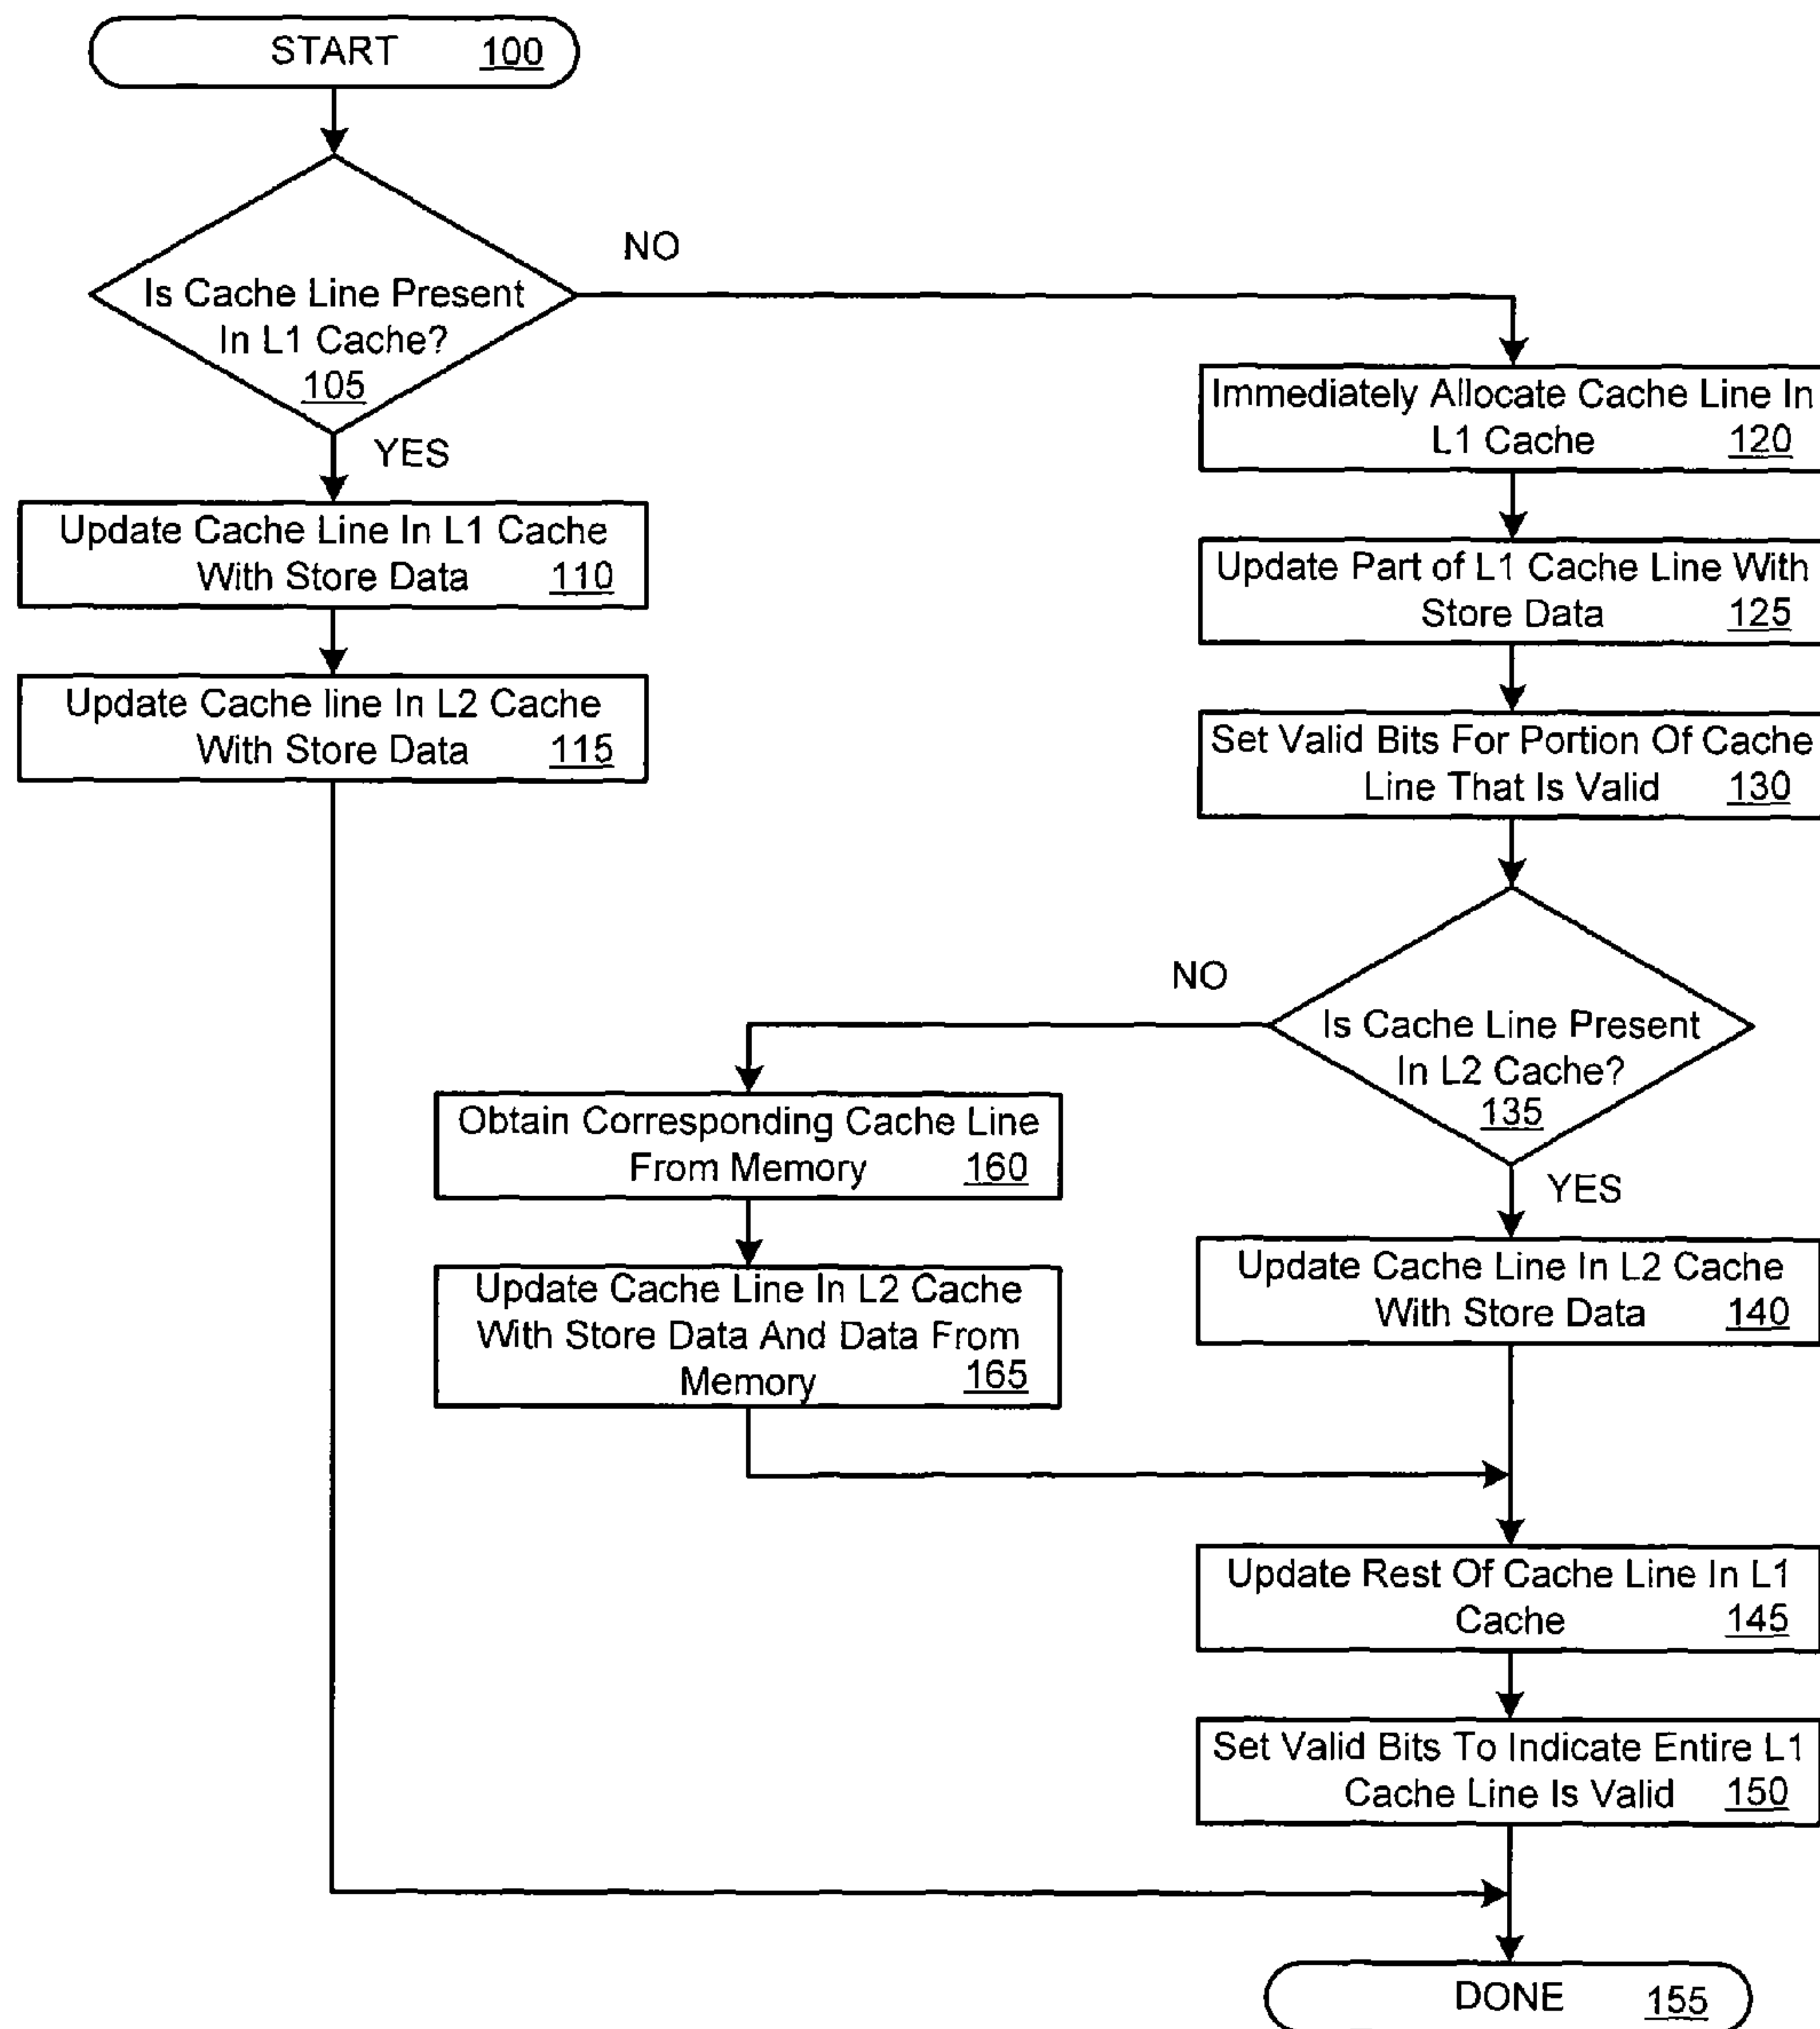 START 100
Is Cache Line Present
In L1 Cache?
105
NO
YES
Update Cache Line In L1 Cache
With Store Data 110
Update Cache line In L2 Cache
With Store Data 115
Immediately Allocate Cache Line In
L1 Cache 120
Update Part of L1 Cache Line With
Store Data 125
Set Valid Bits For Portion Of Cache
Line That Is Valid 130
Is Cache Line Present
In L2 Cache?
135
NO
YES
Obtain Corresponding Cache Line
From Memory 160
Update Cache Line In L2 Cache
With Store Data And Data From
Memory 165
Update Cache Line In L2 Cache
With Store Data 140
Update Rest Of Cache Line In L1
Cache 145
Set Valid Bits To Indicate Entire L1
Cache Line Is Valid 150
DONE 155